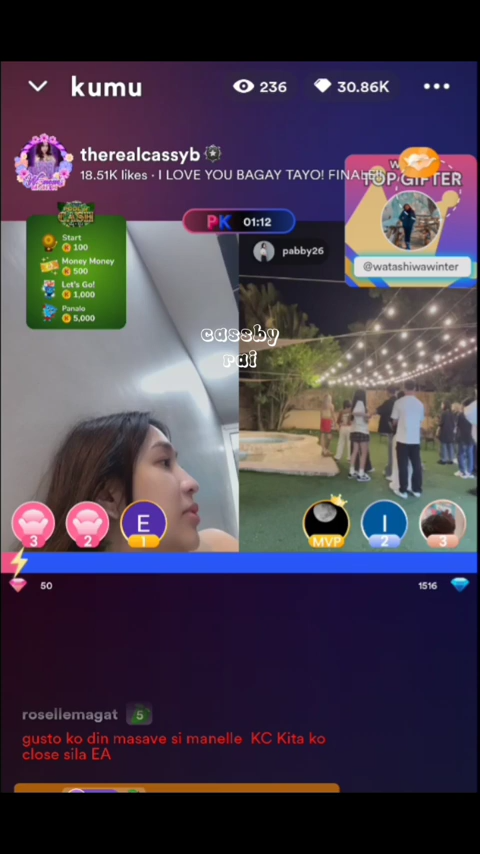 kumu
236
30.86K
therealcassyb
18.51K likes · I LOVE YOU BAGAY TAYO! FINALE
TOP GIFTER
@watashiwawinter
CASH
Start
100
Money Money
500
Let's Go!
1,000
Panalo
5,000
PK 01:12
pabby26
casshy
rai
3
2
E
1
MVP
I
2
3
50
1516
rosellemagat 5
gusto ko din masave si manelle KC Kita ko
close sila EA